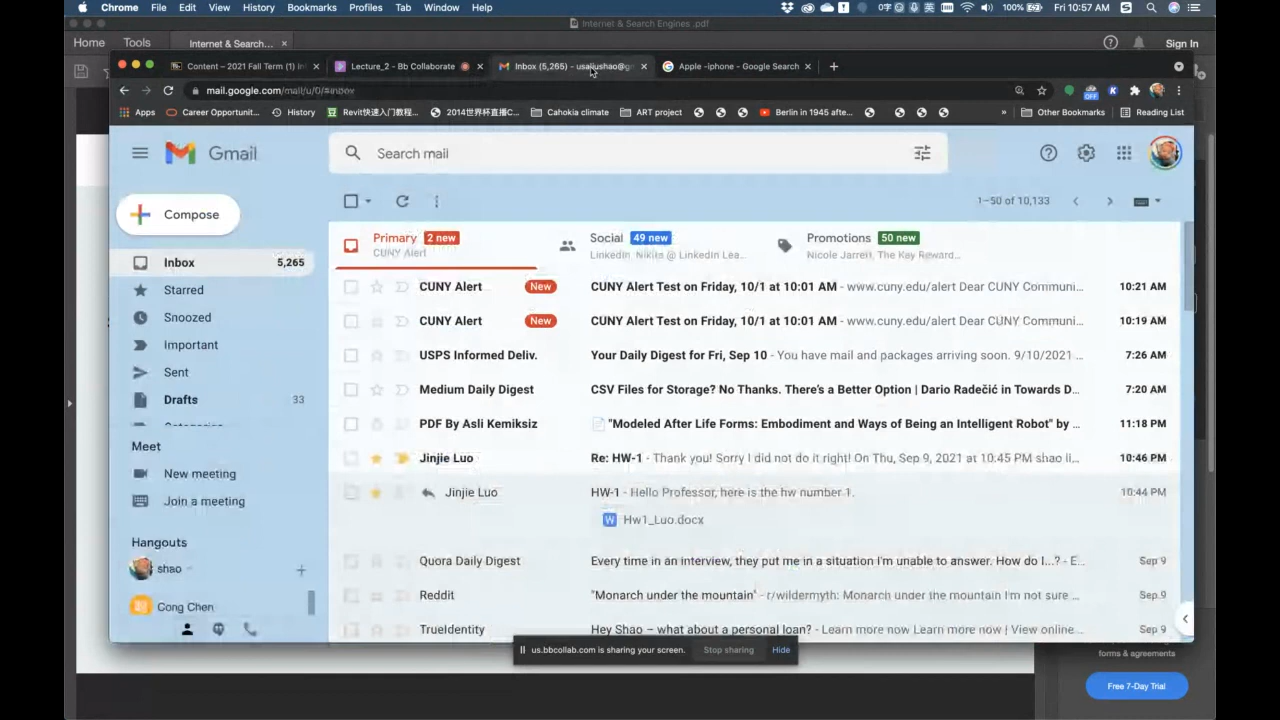 Chrome File Edit View History Bookmarks Profiles Tab Window Help 100% Fri 10:57 AM
Internet & Search Engines .pdf
Home Tools Internet & Search... Sign In
Content – 2021 Fall Term (1) In Lecture_2 - Bb Collaborate Inbox (5,265) - Apple -iphone - Google Search
mail.google.com/mail/u/0/#inbox
Apps Career Opportunit... History Revit快速入门教程... 2014世界杯直播C... Cahokia climate ART project Berlin in 1945 afte... » Other Bookmarks Reading List
Gmail Search mail
Compose 1–50 of 10,133
Primary 2 new Social 49 new Promotions 50 new
CUNY Alert LinkedIn, Nikita @ LinkedIn Lea... Nicole Jarrett, The Kay Reward...
Inbox 5,265
Starred
Snoozed
Important
Sent
Drafts 33
Categories
Meet
New meeting
Join a meeting
Hangouts
shao
Cong Chen
CUNY Alert New CUNY Alert Test on Friday, 10/1 at 10:01 AM - www.cuny.edu/alert Dear CUNY Communi... 10:21 AM
CUNY Alert New CUNY Alert Test on Friday, 10/1 at 10:01 AM - www.cuny.edu/alert Dear CUNY Communi... 10:19 AM
USPS Informed Deliv. Your Daily Digest for Fri, Sep 10 - You have mail and packages arriving soon. 9/10/2021 ... 7:26 AM
Medium Daily Digest CSV Files for Storage? No Thanks. There's a Better Option | Dario Radečić in Towards D... 7:20 AM
PDF By Asli Kemiksiz "Modeled After Life Forms: Embodiment and Ways of Being an Intelligent Robot" by ... 11:18 PM
Jinjie Luo Re: HW-1 - Thank you! Sorry I did not do it right! On Thu, Sep 9, 2021 at 10:45 PM shao li... 10:46 PM
Jinjie Luo HW-1 - Hello Professor, here is the hw number 1. 10:44 PM
Hw1_Luo.docx
Quora Daily Digest Every time in an interview, they put me in a situation I'm unable to answer. How do I...? - E... Sep 9
Reddit "Monarch under the mountain" - r/wildermyth: Monarch under the mountain I'm not sure ... Sep 9
TrueIdentity Hey Shao – what about a personal loan? - Learn more now Learn more now | View online... Sep 9
us.bbcollab.com is sharing your screen. Stop sharing Hide
forms & agreements
Free 7-Day Trial